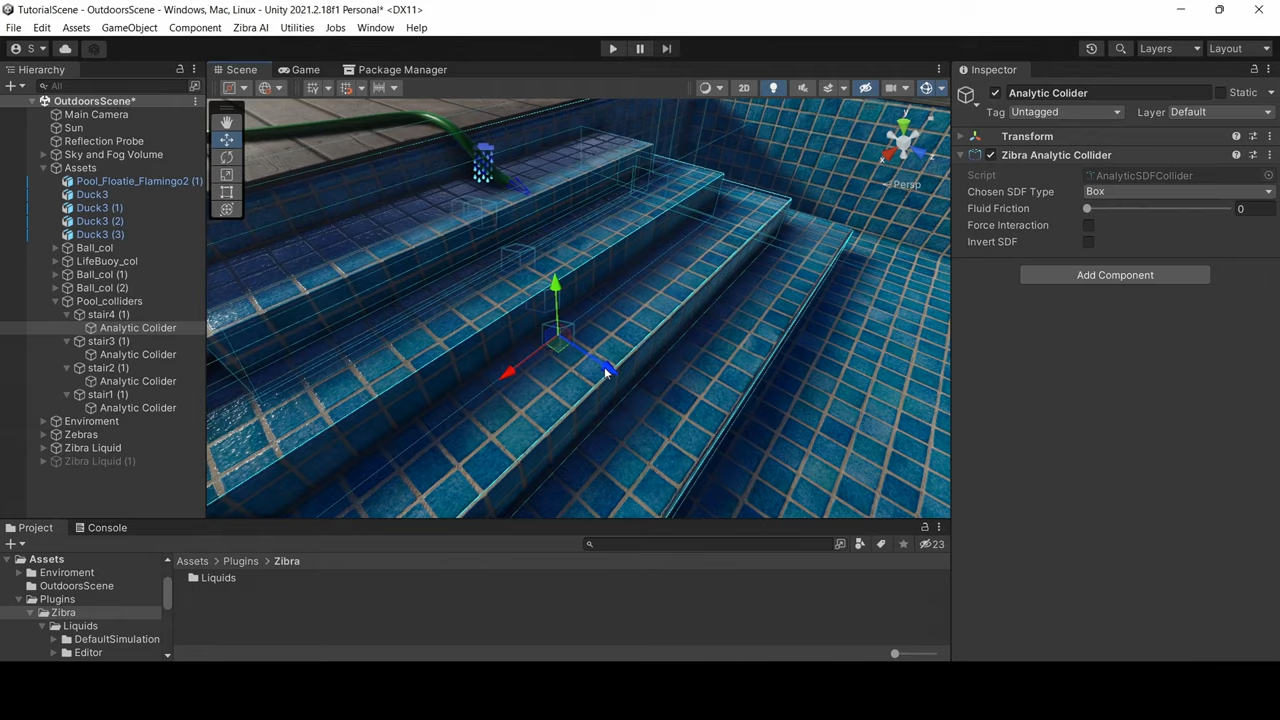 TutorialScene - OutdoorsScene - Windows, Mac, Linux - Unity 2021.2.18f1 Personal* <DX11>
File Edit Assets GameObject Component Zibra AI Utilities Jobs Window Help
S Layers Layout
Hierarchy Scene Game Package Manager Inspector
All 2D
OutdoorsScene*
Main Camera
Sun
Reflection Probe
Sky and Fog Volume
Assets
Pool_Floatie_Flamingo2 (1)
Duck3
Duck3 (1)
Duck3 (2)
Duck3 (3)
Ball_col
LifeBuoy_col
Ball_col (1)
Ball_col (2)
Pool_colliders
stair4 (1)
Analytic Colider
stair3 (1)
Analytic Colider
stair2 (1)
Analytic Colider
stair1 (1)
Analytic Colider
Enviroment
Zebras
Zibra Liquid
Zibra Liquid (1)
y
x
z
Persp
Analytic Colider Static
Tag Untagged Layer Default
Transform
Zibra Analytic Collider
Script AnalyticSDFCollider
Chosen SDF Type Box
Fluid Friction 0
Force Interaction
Invert SDF
Add Component
Project Console
23
Assets
Enviroment
OutdoorsScene
Plugins
Zibra
Liquids
DefaultSimulation
Editor
Assets > Plugins > Zibra
Liquids